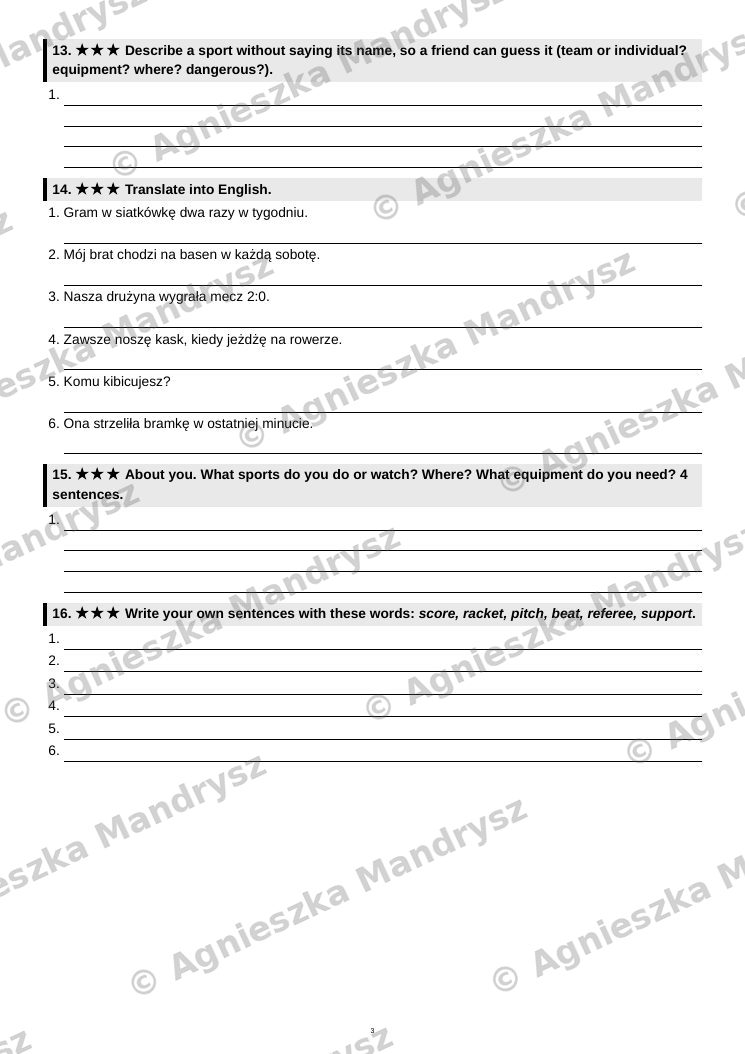 13. ★★★ Describe a sport without saying its name, so a friend can guess it (team or individual?
equipment? where? dangerous?).
1.
14. ★★★ Translate into English.
1. Gram w siatkówkę dwa razy w tygodniu.
2. Mój brat chodzi na basen w każdą sobotę.
3. Nasza drużyna wygrała mecz 2:0.
4. Zawsze noszę kask, kiedy jeżdżę na rowerze.
5. Komu kibicujesz?
6. Ona strzeliła bramkę w ostatniej minucie.
15. ★★★ About you. What sports do you do or watch? Where? What equipment do you need? 4
sentences.
1.
16. ★★★ Write your own sentences with these words: score, racket, pitch, beat, referee, support.
1.
2.
3.
4.
5.
6.
3
© Agnieszka Mandrysz